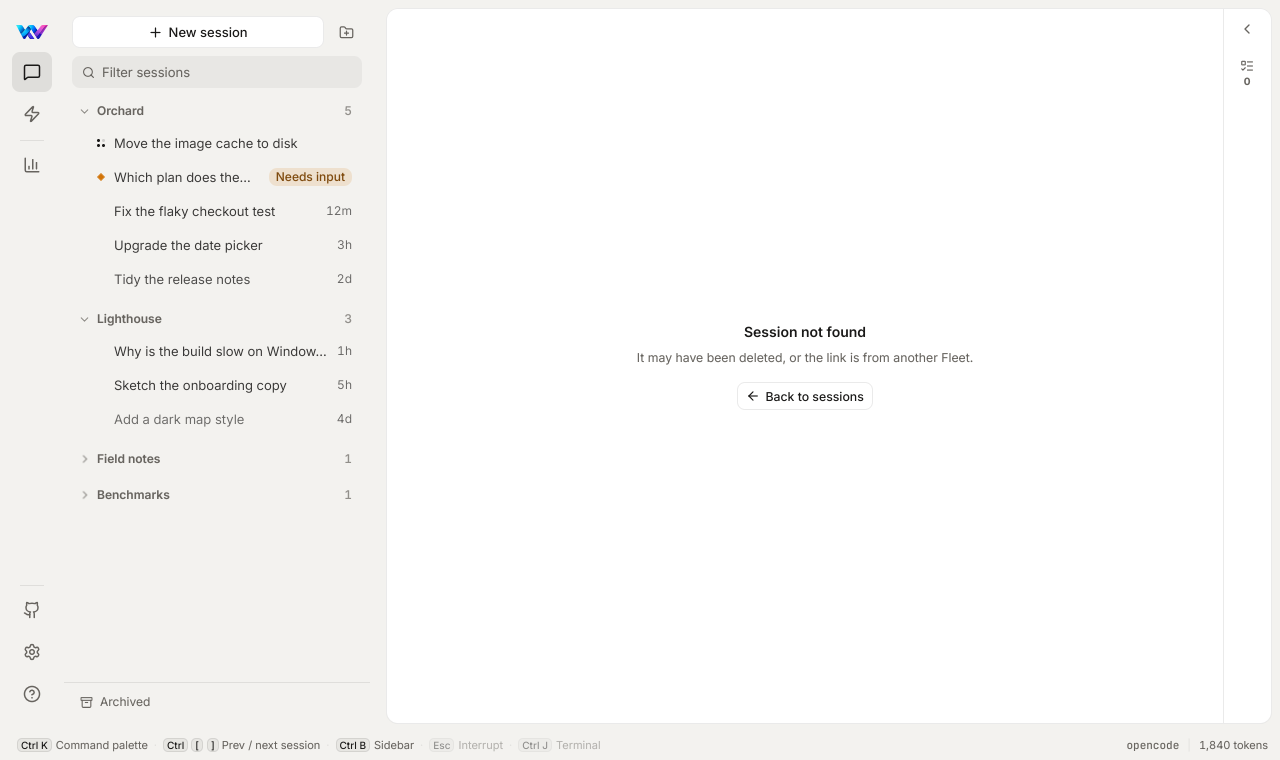 New session
Filter sessions
Orchard 5
Move the image cache to disk
Which plan does the... Needs input
Fix the flaky checkout test 12m
Upgrade the date picker 3h
Tidy the release notes 2d
Lighthouse 3
Why is the build slow on Window... 1h
Sketch the onboarding copy 5h
Add a dark map style 4d
Field notes 1
Benchmarks 1
Archived
Session not found
It may have been deleted, or the link is from another Fleet.
Back to sessions
0
Ctrl K Command palette · Ctrl [ ] Prev / next session · Ctrl B Sidebar · Esc Interrupt · Ctrl J Terminal
opencode 1,840 tokens